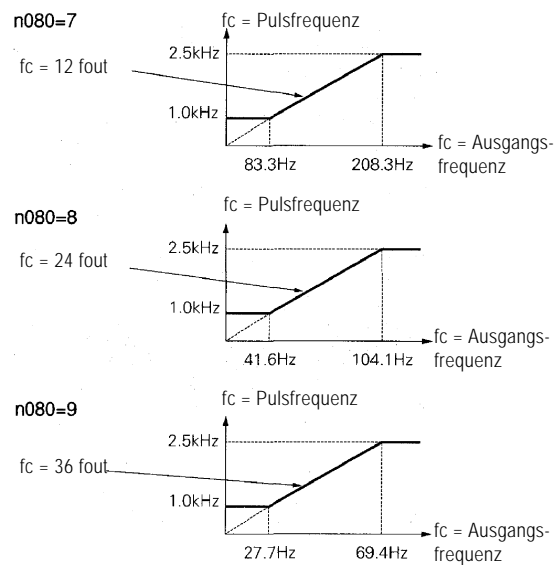 n080=7
fc = Pulsfrequenz
2.5kHz
fc = 12 fout
1.0kHz
fc = Ausgangs-
frequenz
83.3Hz
208.3Hz
fc = Pulsfrequenz
n080=8
2.5kHz
fc = 24 fout
1.0kHz
fc = Ausgangs-
frequenz
41.6Hz
104.1Hz
fc = Pulsfrequenz
n080=9
2.5kHz
fc = 36 fout
1.0kHz
fc = Ausgangs-
frequenz
27.7Hz
69.4Hz